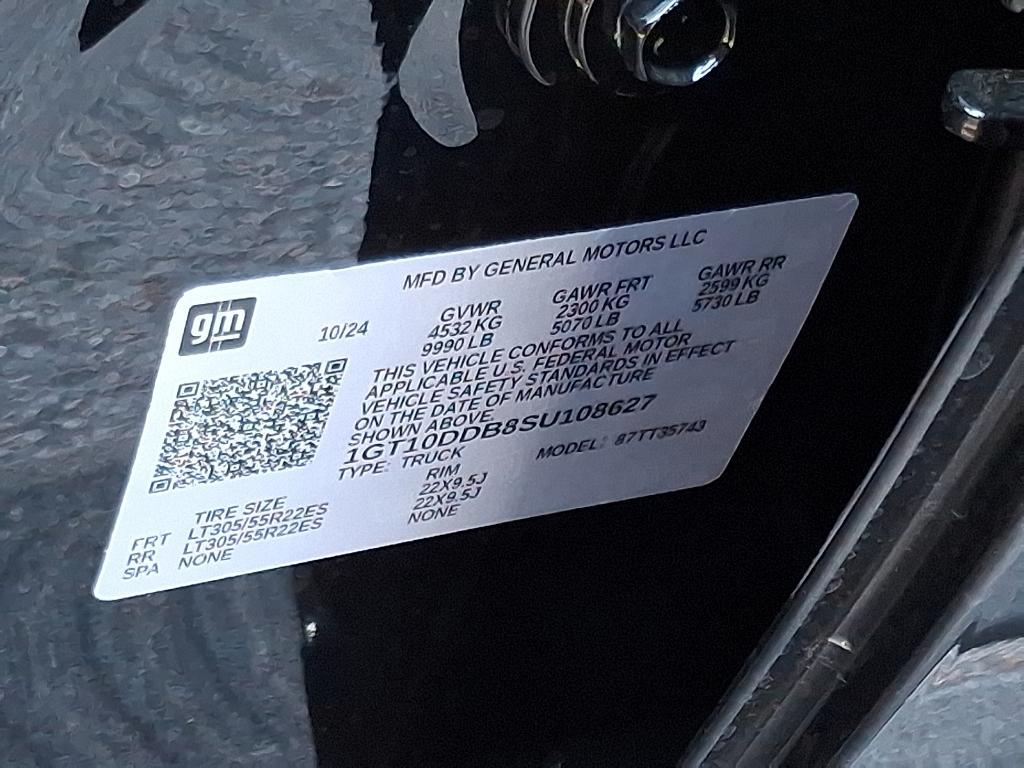 MFD BY GENERAL MOTORS LLC
gm
10/24
GVWR GAWR FRT GAWR RR
4532 KG 2300 KG 2599 KG
9990 LB 5070 LB 5730 LB
THIS VEHICLE CONFORMS TO ALL
APPLICABLE U.S. FEDERAL MOTOR
VEHICLE SAFETY STANDARDS IN EFFECT
ON THE DATE OF MANUFACTURE
SHOWN ABOVE.
1GT10DDB8SU108627
TYPE: TRUCK MODEL: 87TT35743
TIRE SIZE RIM
FRT LT305/55R22ES 22X9.5J
RR LT305/55R22ES 22X9.5J
SPA NONE NONE